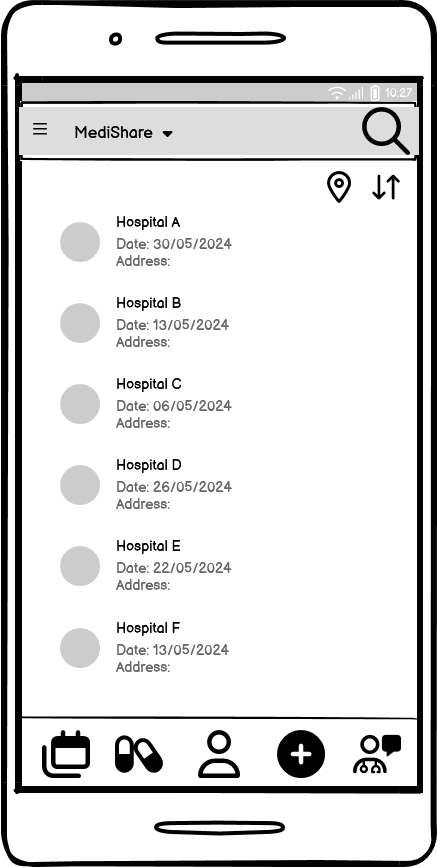 10:27
MediShare
Hospital A
Date: 30/05/2024
Address:
Hospital B
Date: 13/05/2024
Address:
Hospital C
Date: 06/05/2024
Address:
Hospital D
Date: 26/05/2024
Address:
Hospital E
Date: 22/05/2024
Address:
Hospital F
Date: 13/05/2024
Address: